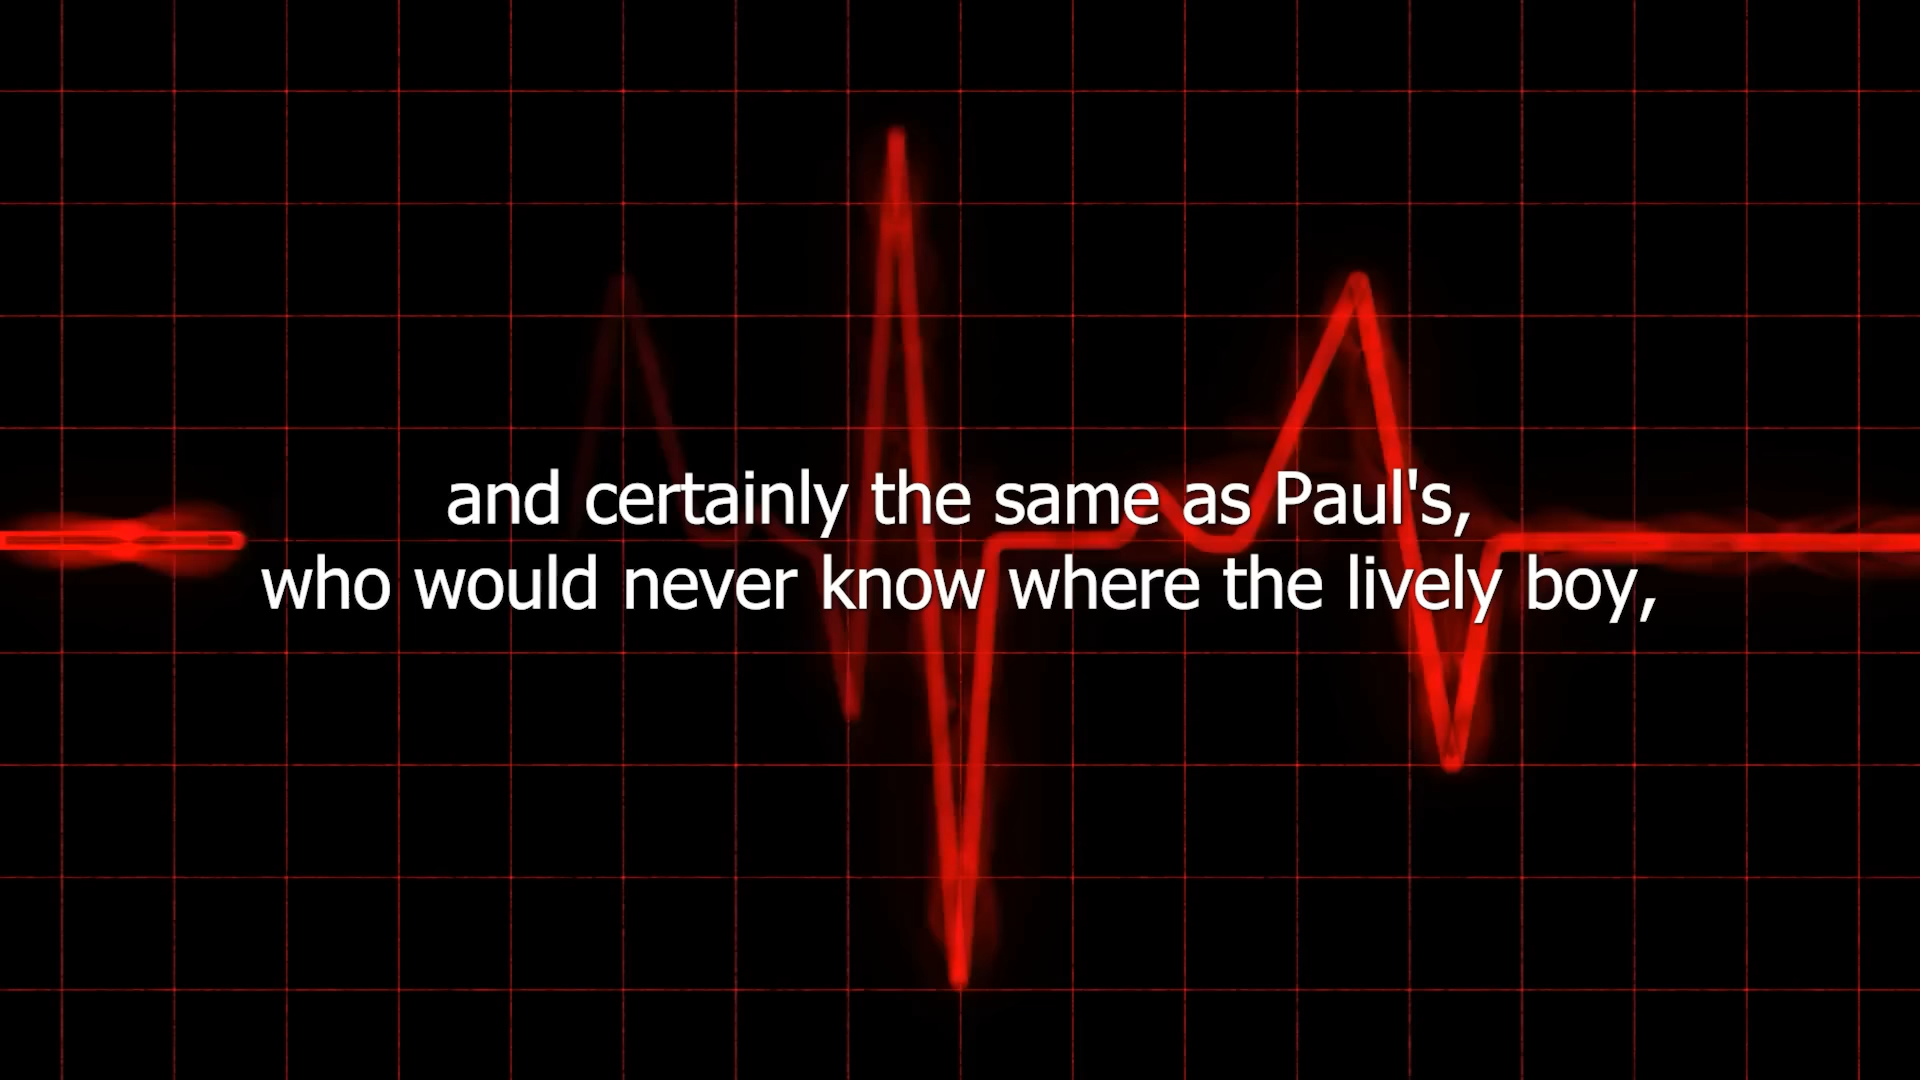 and certainly the same as Paul's,
who would never know where the lively boy,